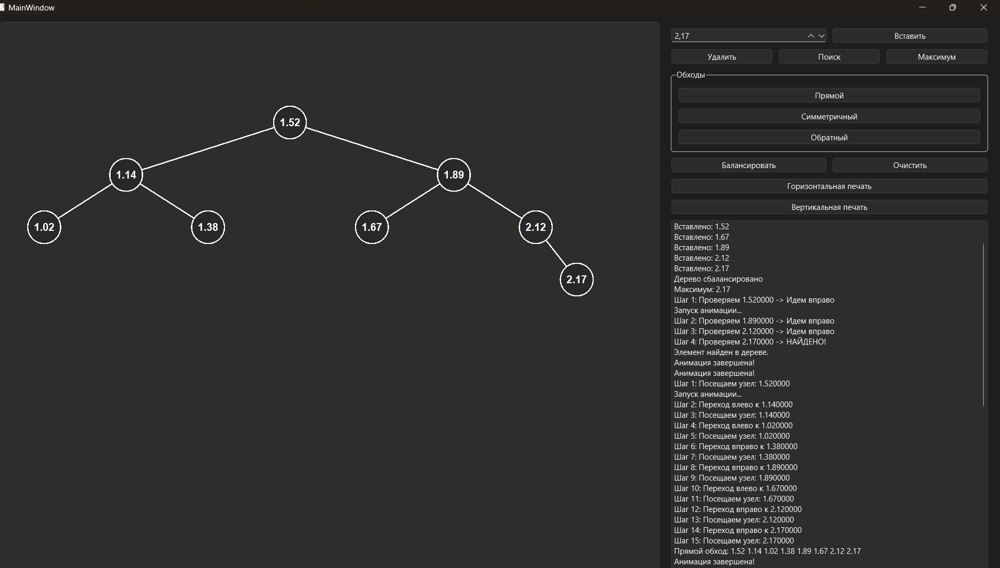 MainWindow
2,17
Вставить
Удалить
Поиск
Максимум
Обходы
Прямой
Симметричный
Обратный
Балансировать
Очистить
Горизонтальная печать
Вертикальная печать
1.52
1.14
1.89
1.02
1.38
1.67
2.12
2.17
Вставлено: 1.52
Вставлено: 1.67
Вставлено: 1.89
Вставлено: 2.12
Вставлено: 2.17
Дерево сбалансировано
Максимум: 2.17
Шаг 1: Проверяем 1.520000 -> Идем вправо
Запуск анимации...
Шаг 2: Проверяем 1.890000 -> Идем вправо
Шаг 3: Проверяем 2.120000 -> Идем вправо
Шаг 4: Проверяем 2.170000 -> НАЙДЕНО!
Элемент найден в дереве.
Анимация завершена!
Анимация завершена!
Шаг 1: Посещаем узел: 1.520000
Запуск анимации...
Шаг 2: Переход влево к 1.140000
Шаг 3: Посещаем узел: 1.140000
Шаг 4: Переход влево к 1.020000
Шаг 5: Посещаем узел: 1.020000
Шаг 6: Переход вправо к 1.380000
Шаг 7: Посещаем узел: 1.380000
Шаг 8: Переход вправо к 1.890000
Шаг 9: Посещаем узел: 1.890000
Шаг 10: Переход влево к 1.670000
Шаг 11: Посещаем узел: 1.670000
Шаг 12: Переход вправо к 2.120000
Шаг 13: Посещаем узел: 2.120000
Шаг 14: Переход вправо к 2.170000
Шаг 15: Посещаем узел: 2.170000
Прямой обход: 1.52 1.14 1.02 1.38 1.89 1.67 2.12 2.17
Анимация завершена!